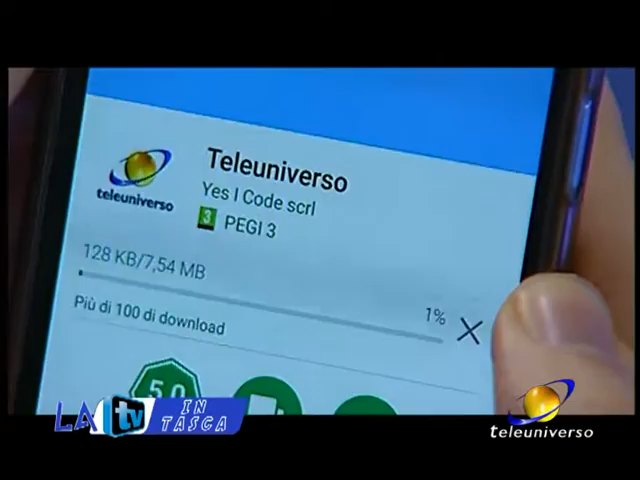 Teleuniverso
Yes I Code scrl
3 PEGI 3
teleuniverso
128 KB/7,54 MB
1%
Più di 100 di download
5,0
LA tv IN TASCA
teleuniverso